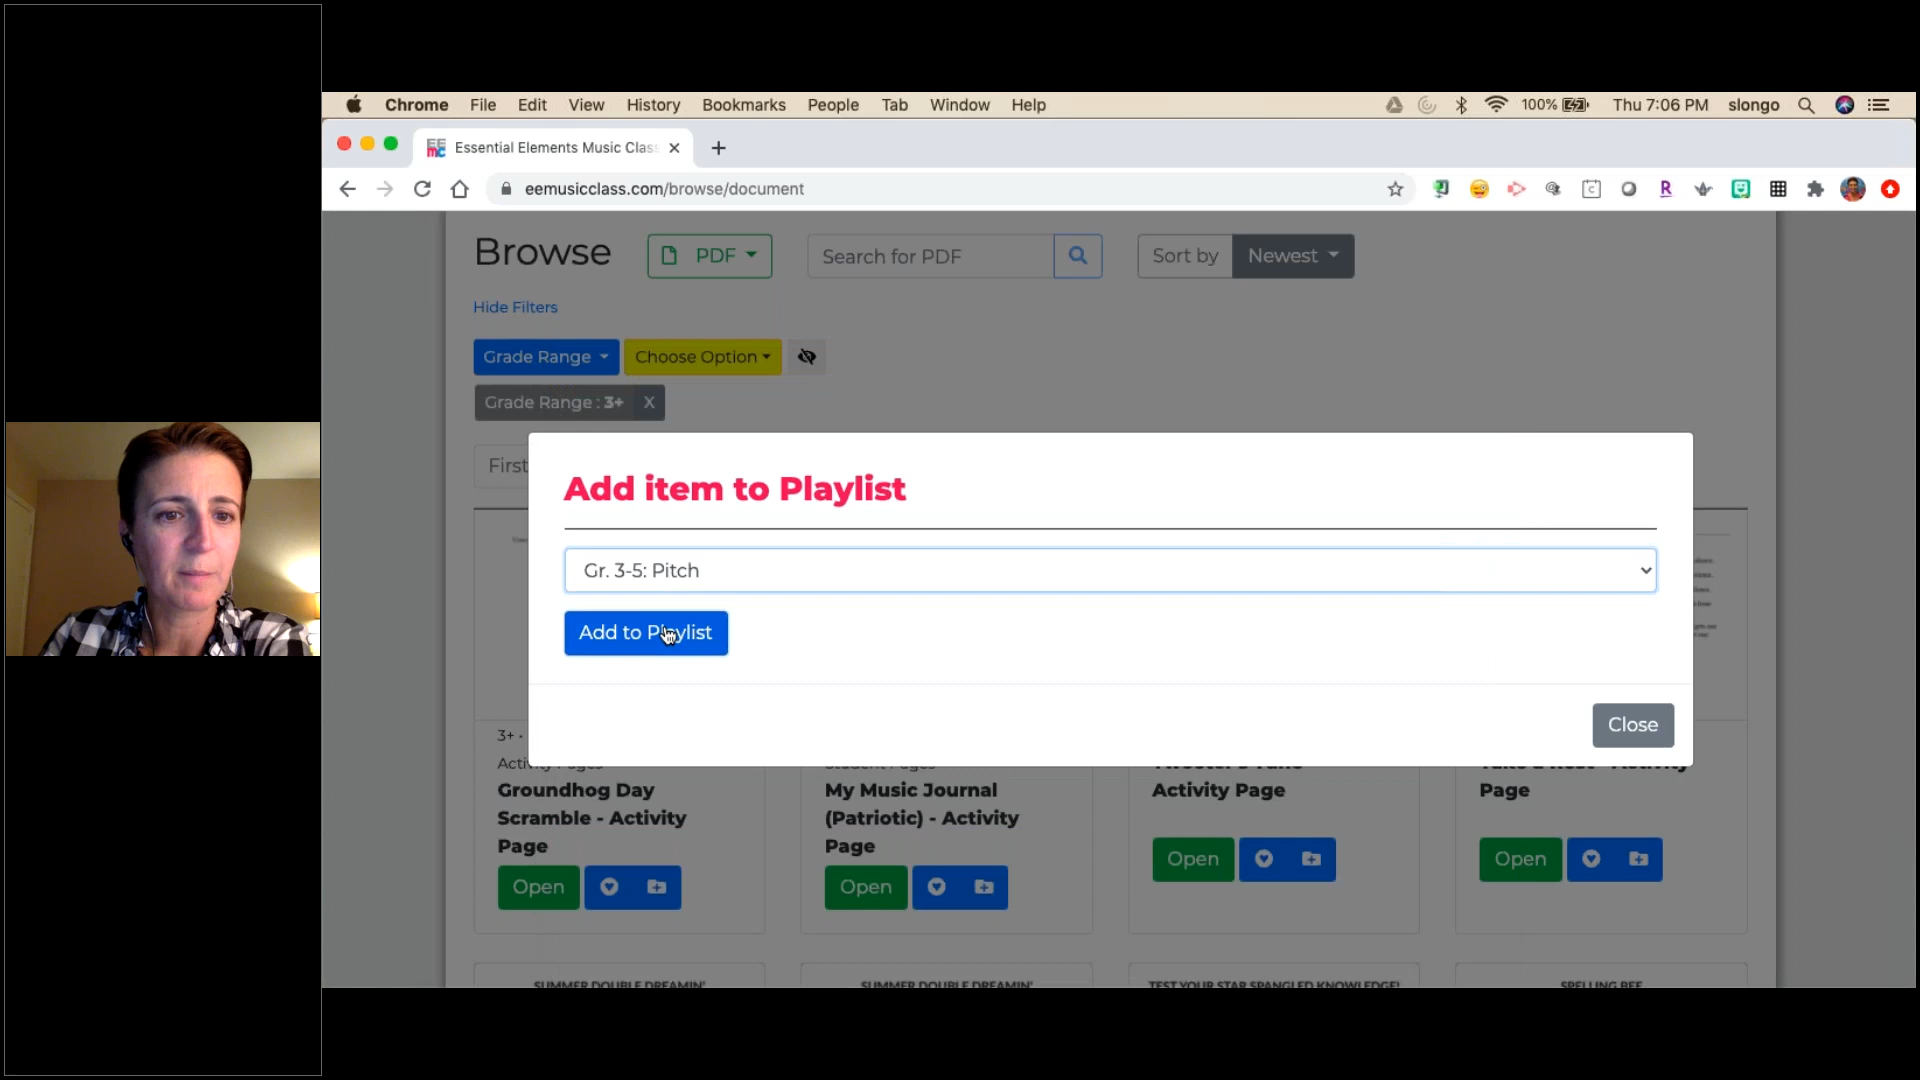 Chrome File Edit View History Bookmarks People Tab Window Help 100% Thu 7:06 PM slongo
Essential Elements Music Clas
eemusicclass.com/browse/document
Browse PDF Search for PDF Sort by Newest
Hide Filters
Grade Range Choose Option
Grade Range : 3+ X
First
Add item to Playlist
Gr. 3-5: Pitch
Add to Playlist
Close
3+ •
Groundhog Day
Scramble - Activity
Page
Open
My Music Journal
(Patriotic) - Activity
Page
Open
Activity Page
Open
Page
Open
SUMMER DOUBLE DREAMIN'
SUMMER DOUBLE DREAMIN'
TEST YOUR STAR SPANGLED KNOWLEDGE!
SPELLING BEE